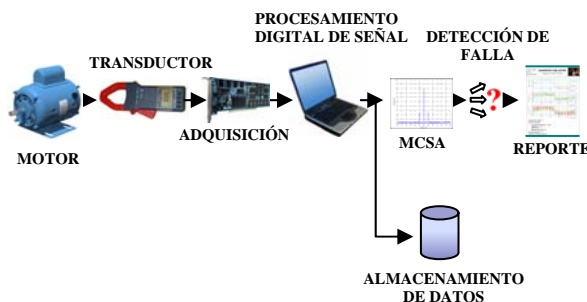 PROCESAMIENTO
DIGITAL DE SEÑAL
DETECCIÓN DE
FALLA
TRANSDUCTOR
?
ADQUISICIÓN
MOTOR
MCSA
REPORTE
ALMACENAMIENTO
DE DATOS